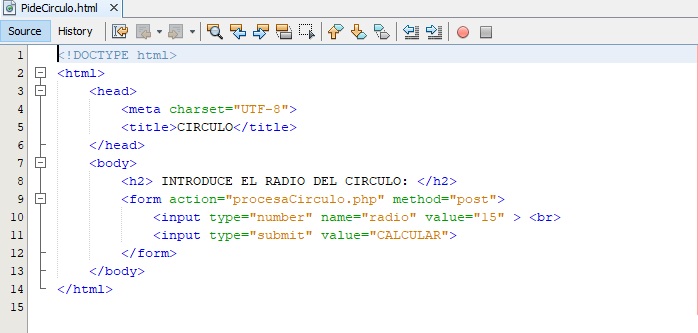 PideCirculo.html
Source History
1 <!DOCTYPE html>
2 <html>
3 <head>
4 <meta charset="UTF-8">
5 <title>CIRCULO</title>
6 </head>
7 <body>
8 <h2> INTRODUCE EL RADIO DEL CIRCULO: </h2>
9 <form action="procesaCirculo.php" method="post">
10 <input type="number" name="radio" value="15" > <br>
11 <input type="submit" value="CALCULAR">
12 </form>
13 </body>
14 </html>
15